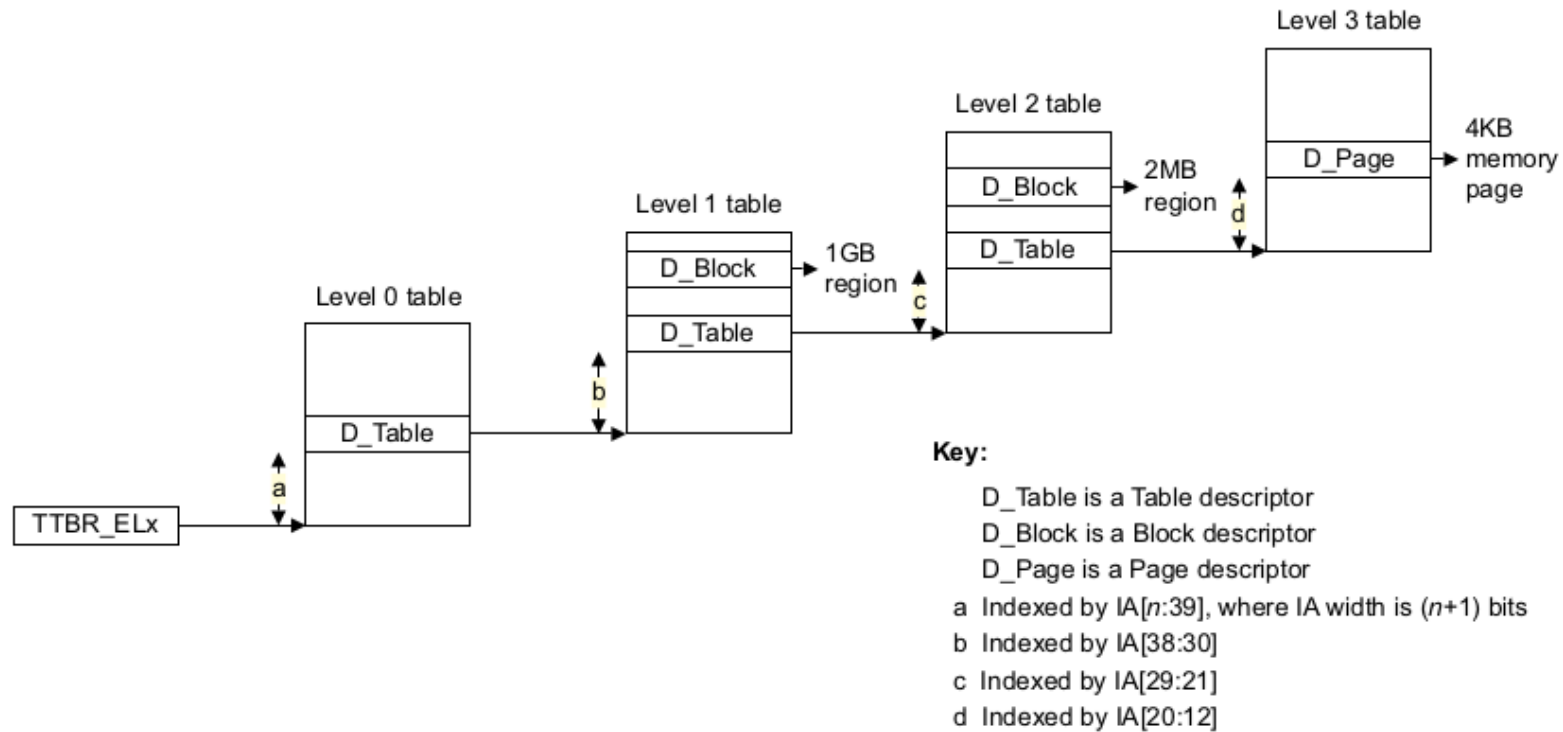 Level 3 table
D_Page
4KB
memory
page
Level 2 table
D_Block
2MB
region
d
D_Table
Level 1 table
D_Block
1GB
region
c
D_Table
Level 0 table
b
D_Table
a
TTBR_ELx
Key:
D_Table is a Table descriptor
D_Block is a Block descriptor
D_Page is a Page descriptor
a Indexed by IA[n:39], where IA width is (n+1) bits
b Indexed by IA[38:30]
c Indexed by IA[29:21]
d Indexed by IA[20:12]